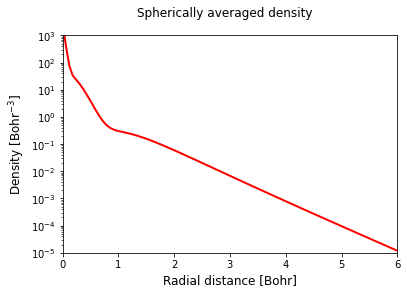 Spherically averaged density
Density [Bohr⁻³]
10³
10²
10¹
10⁰
10⁻¹
10⁻²
10⁻³
10⁻⁴
10⁻⁵
0 1 2 3 4 5 6
Radial distance [Bohr]